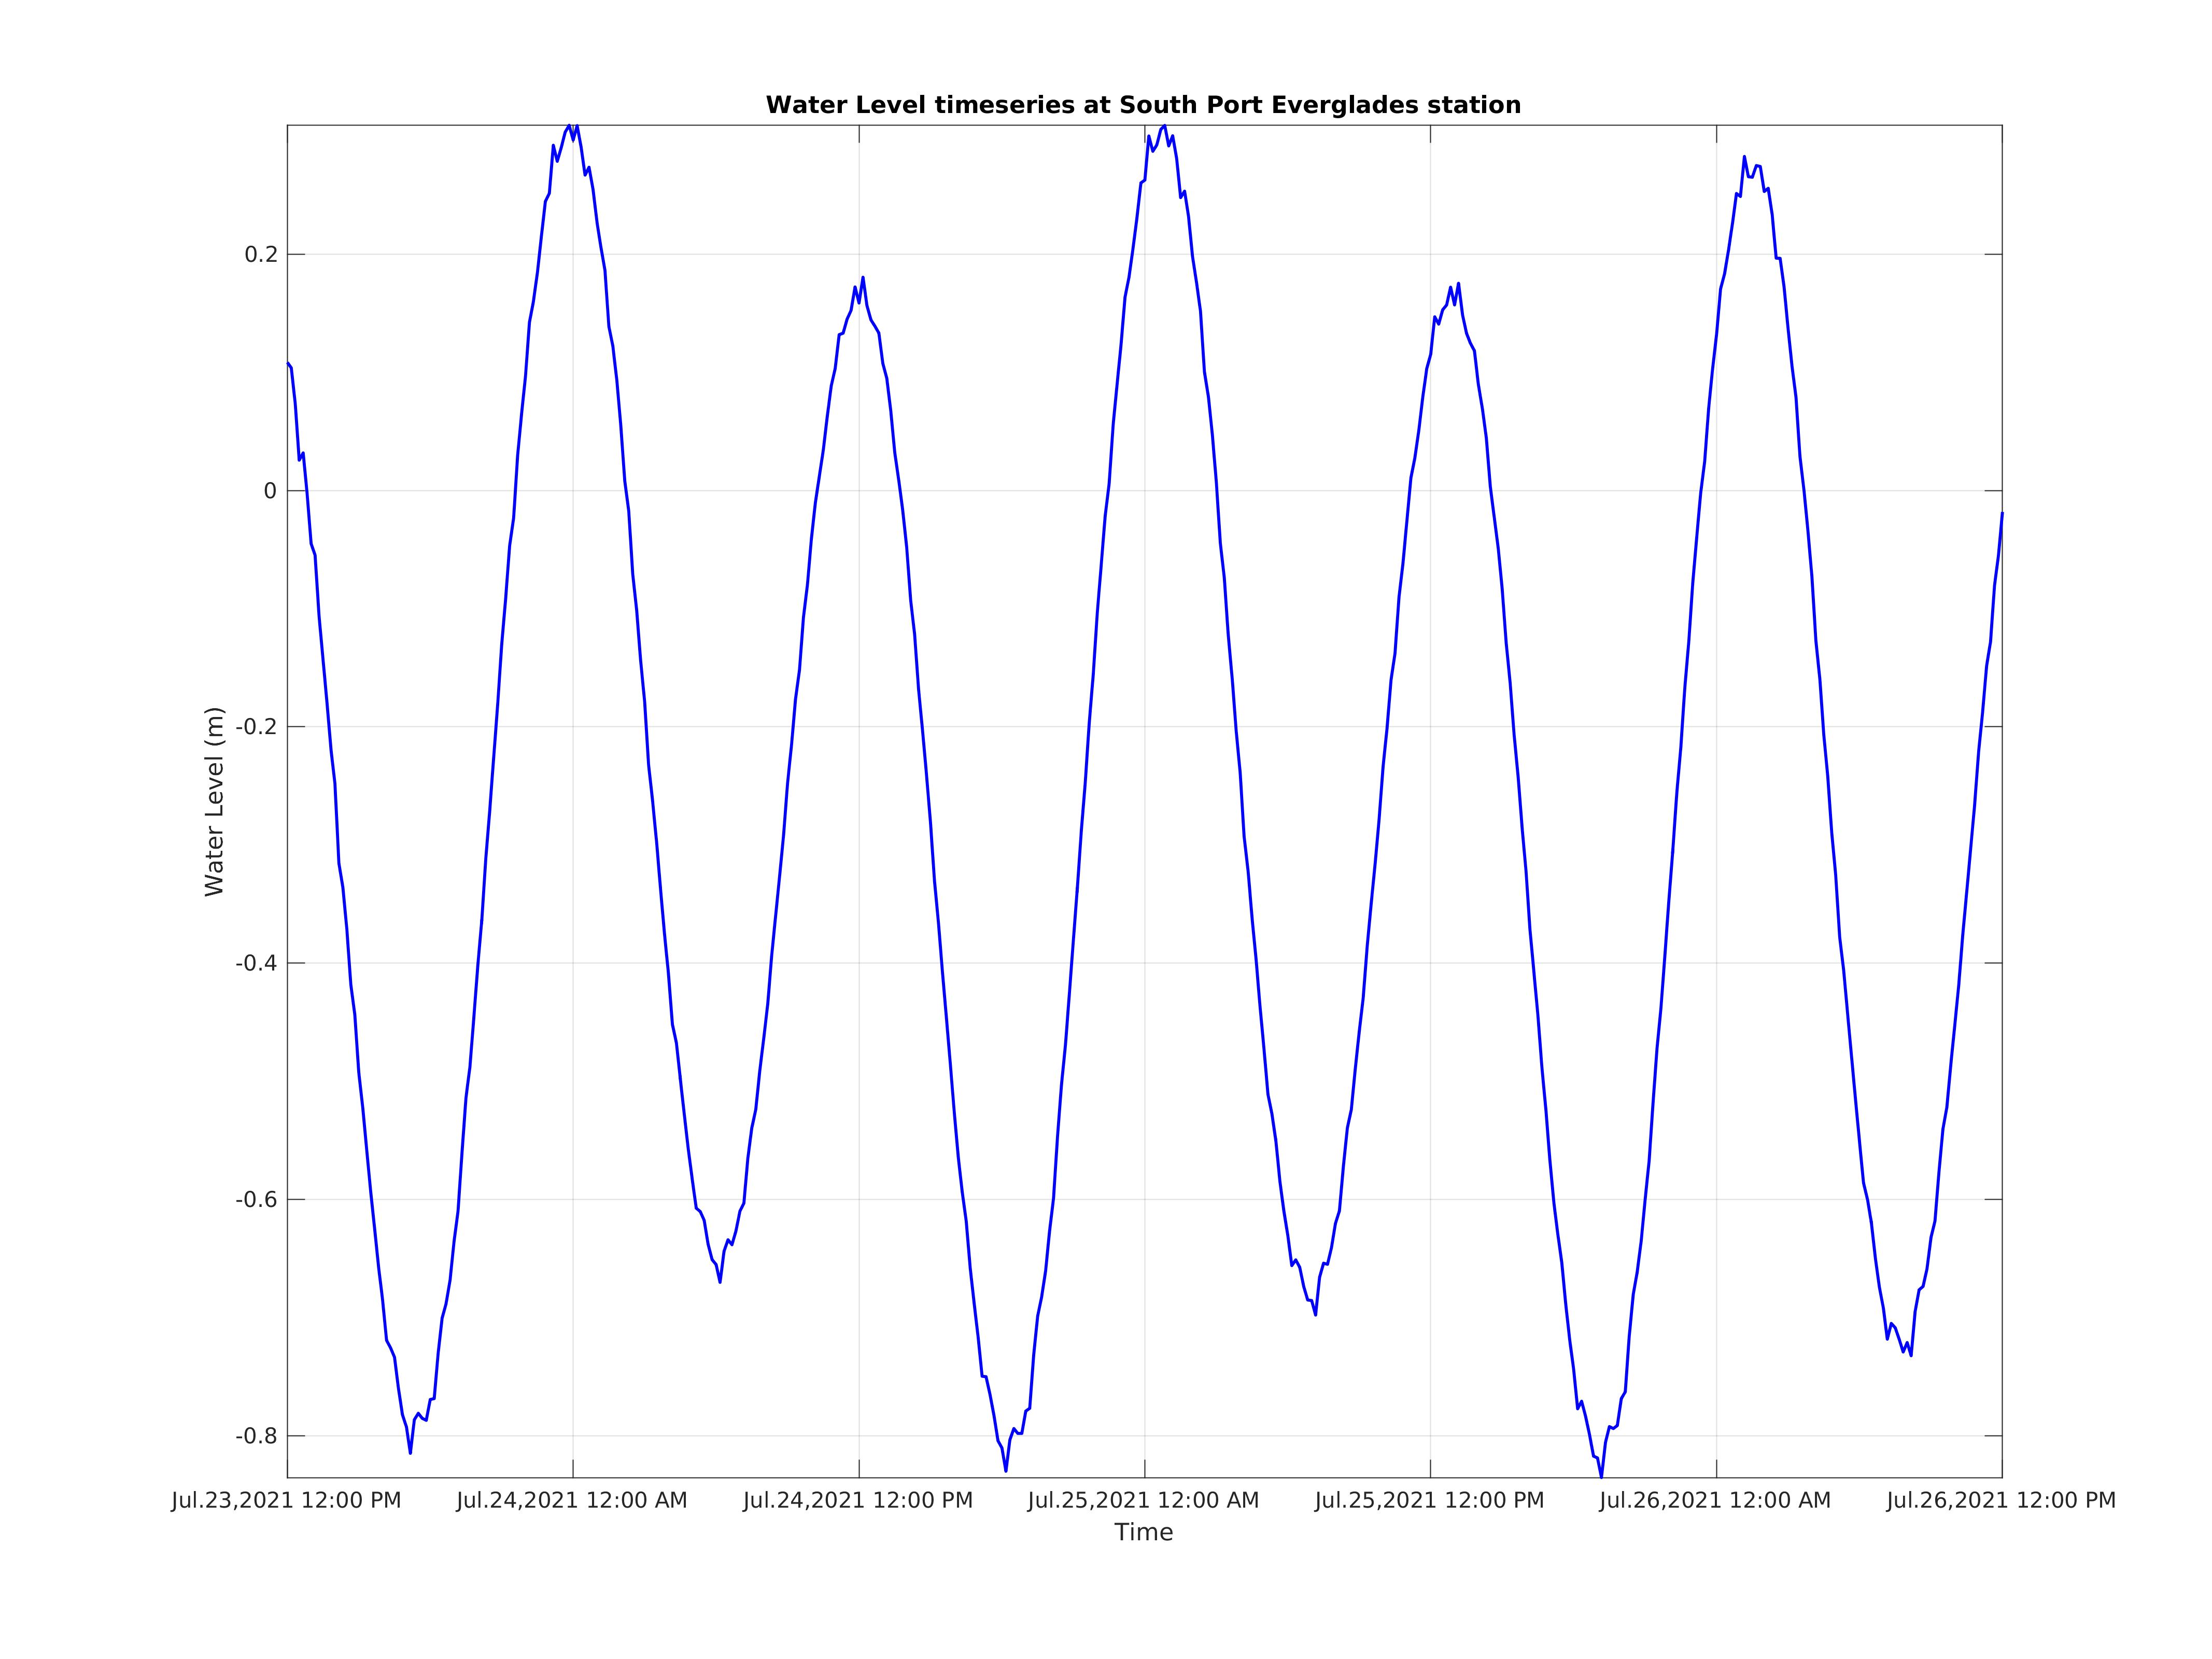 Water Level timeseries at South Port Everglades station
0.2
0
-0.2
-0.4
-0.6
-0.8
Water Level (m)
Jul.23,2021 12:00 PM
Jul.24,2021 12:00 AM
Jul.24,2021 12:00 PM
Jul.25,2021 12:00 AM
Jul.25,2021 12:00 PM
Jul.26,2021 12:00 AM
Jul.26,2021 12:00 PM
Time